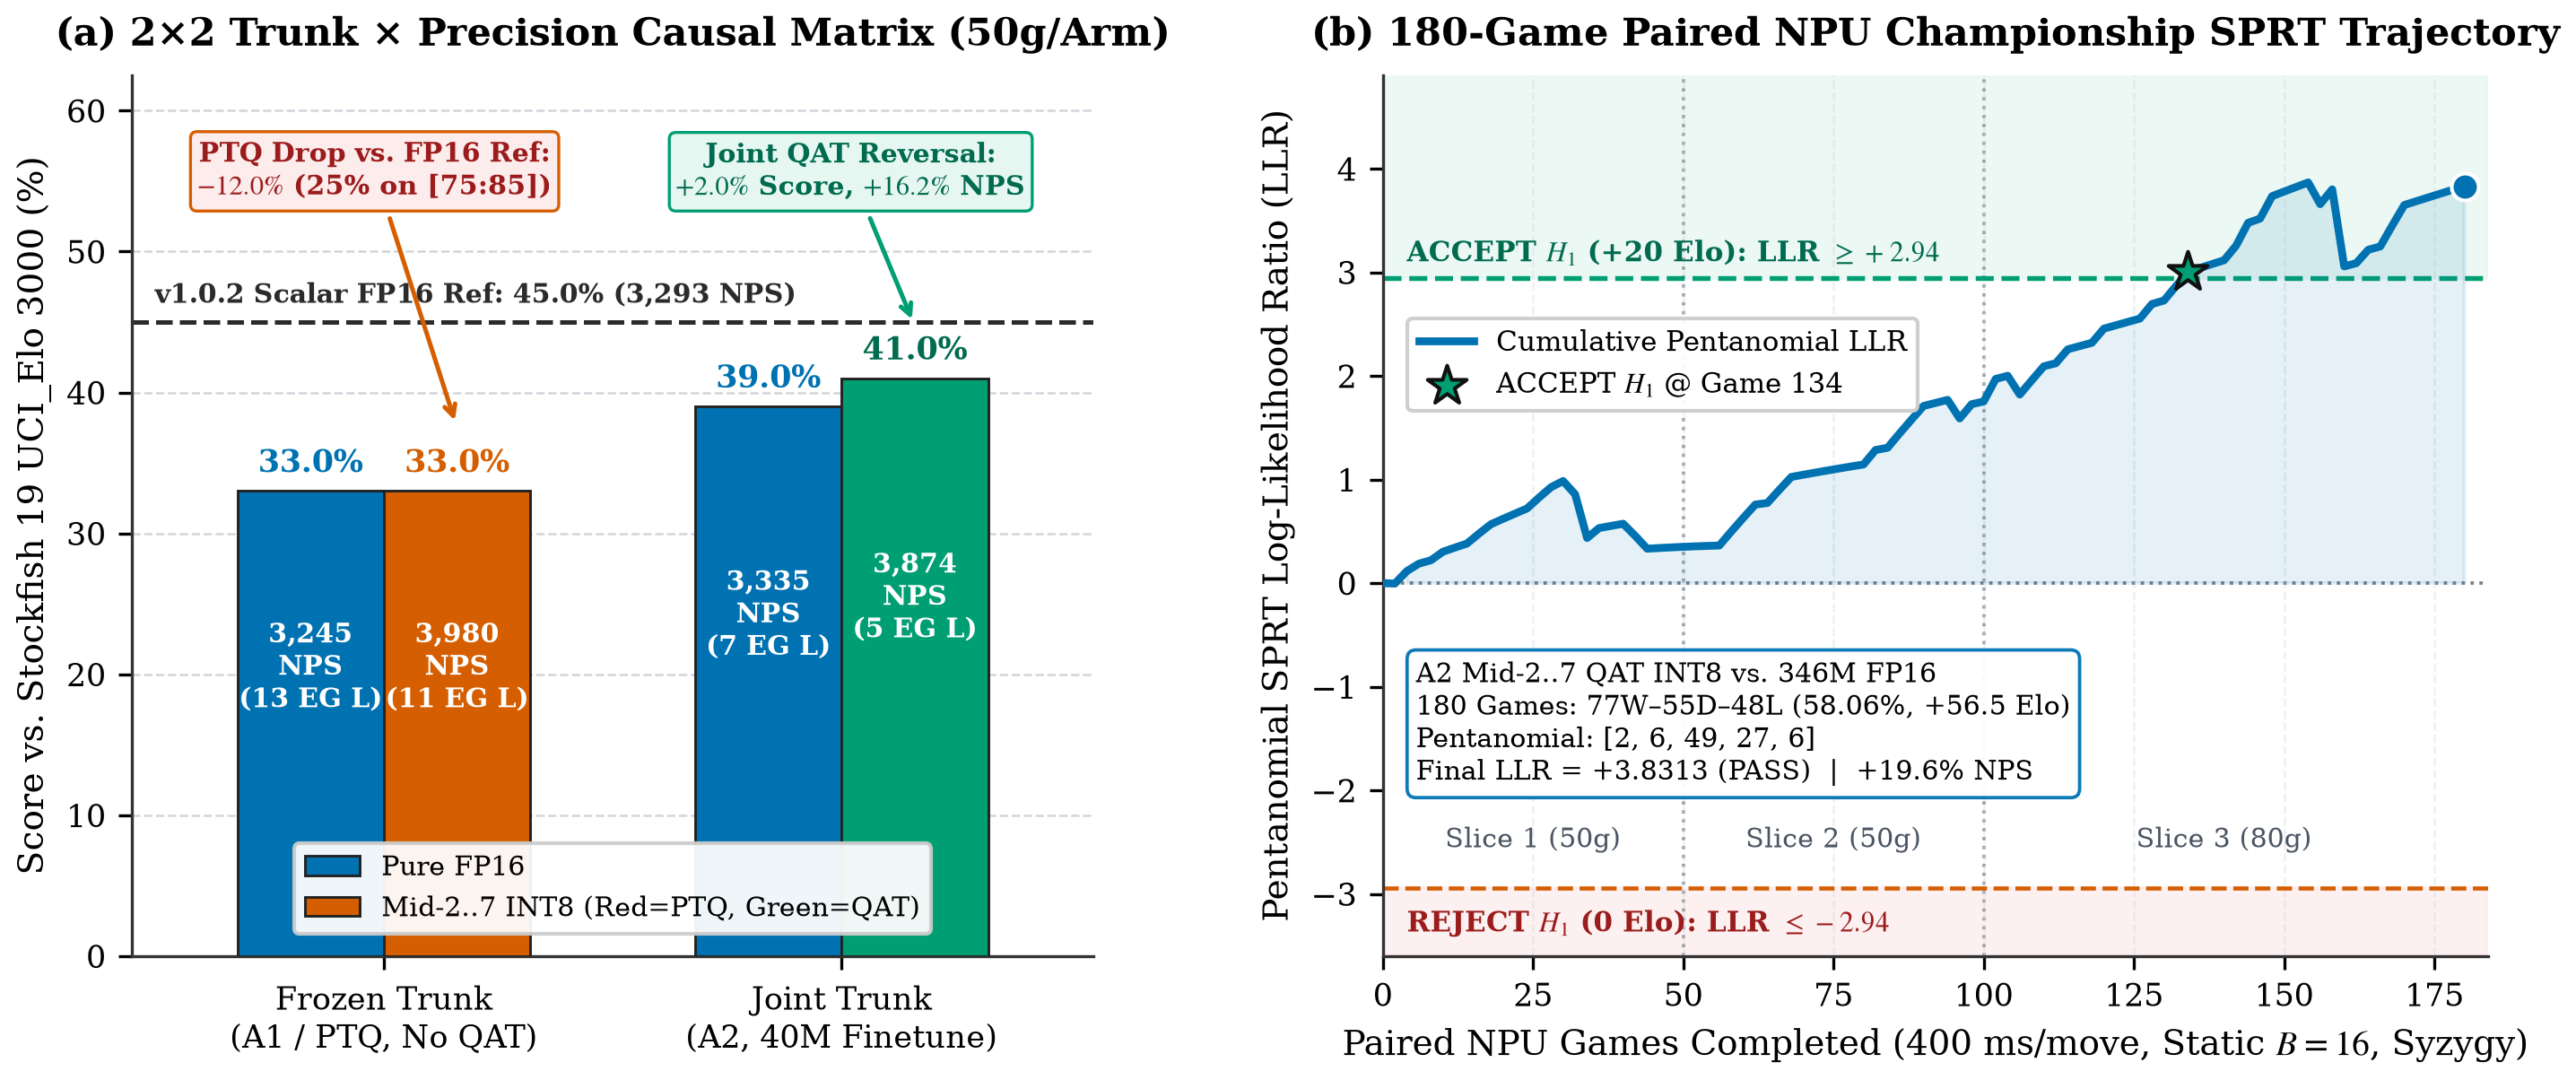 (a) 2×2 Trunk × Precision Causal Matrix (50g/Arm)
Score vs. Stockfish 19 UCI_Elo 3000 (%)
60
50
40
30
20
10
0
PTQ Drop vs. FP16 Ref:
−12.0% (25% on [75:85])
Joint QAT Reversal:
+2.0% Score, +16.2% NPS
v1.0.2 Scalar FP16 Ref: 45.0% (3,293 NPS)
33.0%
33.0%
39.0%
41.0%
3,245
NPS
(13 EG L)
3,980
NPS
(11 EG L)
3,335
NPS
(7 EG L)
3,874
NPS
(5 EG L)
Pure FP16
Mid-2..7 INT8 (Red=PTQ, Green=QAT)
Frozen Trunk
(A1 / PTQ, No QAT)
Joint Trunk
(A2, 40M Finetune)
(b) 180-Game Paired NPU Championship SPRT Trajectory
Pentanomial SPRT Log-Likelihood Ratio (LLR)
4
3
2
1
0
−1
−2
−3
ACCEPT H₁ (+20 Elo): LLR ≥ +2.94
Cumulative Pentanomial LLR
ACCEPT H₁ @ Game 134
A2 Mid-2..7 QAT INT8 vs. 346M FP16
180 Games: 77W–55D–48L (58.06%, +56.5 Elo)
Pentanomial: [2, 6, 49, 27, 6]
Final LLR = +3.8313 (PASS) | +19.6% NPS
Slice 1 (50g)
Slice 2 (50g)
Slice 3 (80g)
REJECT H₁ (0 Elo): LLR ≤ −2.94
0
25
50
75
100
125
150
175
Paired NPU Games Completed (400 ms/move, Static B = 16, Syzygy)